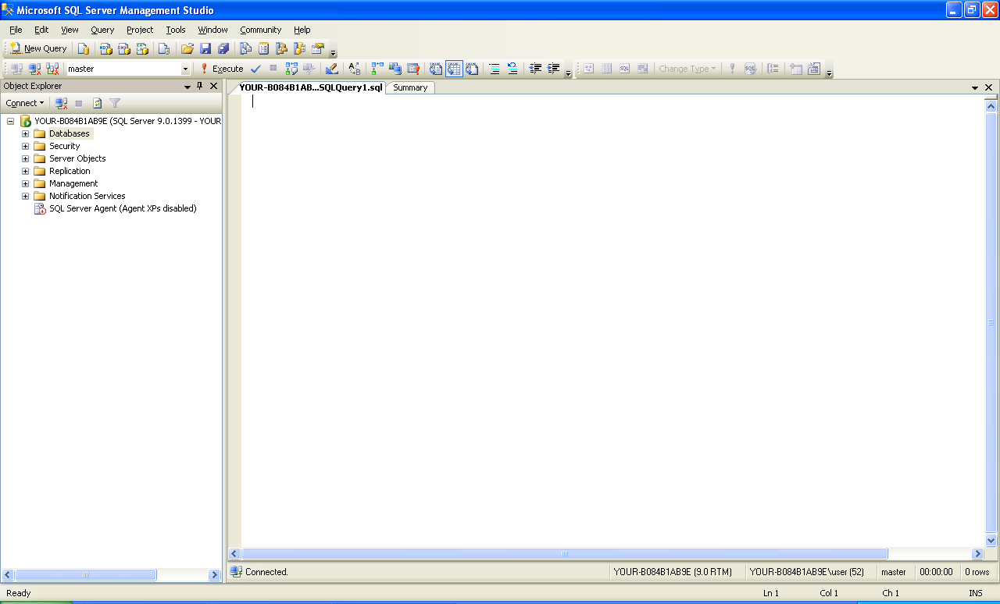 Microsoft SQL Server Management Studio
File Edit View Query Project Tools Window Community Help
New Query
master Execute Change Type
Object Explorer
YOUR-B084B1AB...SQLQuery1.sql Summary
Connect
YOUR-B084B1AB9E (SQL Server 9.0.1399 - YOUR
Databases
Security
Server Objects
Replication
Management
Notification Services
SQL Server Agent (Agent XPs disabled)
Connected. YOUR-B084B1AB9E (9.0 RTM) YOUR-B084B1AB9E\user (52) master 00:00:00 0 rows
Ready Ln 1 Col 1 Ch 1 INS